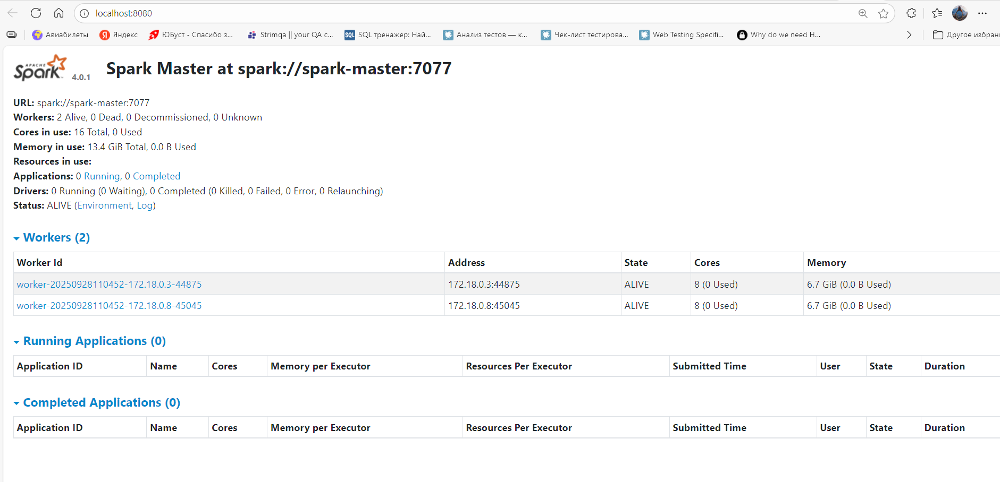 localhost:8080
Авиабилеты Яндекс ЮБуст - Спасибо з... Strimqa || your QA c... SQL SQL тренажер: Най... Анализ тестов — к... Чек-лист тестирова... Web Testing Specifi... Why do we need H... Другое избран
APACHE Spark 4.0.1 Spark Master at spark://spark-master:7077
URL: spark://spark-master:7077
Workers: 2 Alive, 0 Dead, 0 Decommissioned, 0 Unknown
Cores in use: 16 Total, 0 Used
Memory in use: 13.4 GiB Total, 0.0 B Used
Resources in use:
Applications: 0 Running, 0 Completed
Drivers: 0 Running (0 Waiting), 0 Completed (0 Killed, 0 Failed, 0 Error, 0 Relaunching)
Status: ALIVE (Environment, Log)
Workers (2)
Worker Id Address State Cores Memory
worker-20250928110452-172.18.0.3-44875 172.18.0.3:44875 ALIVE 8 (0 Used) 6.7 GiB (0.0 B Used)
worker-20250928110452-172.18.0.8-45045 172.18.0.8:45045 ALIVE 8 (0 Used) 6.7 GiB (0.0 B Used)
Running Applications (0)
Application ID Name Cores Memory per Executor Resources Per Executor Submitted Time User State Duration
Completed Applications (0)
Application ID Name Cores Memory per Executor Resources Per Executor Submitted Time User State Duration